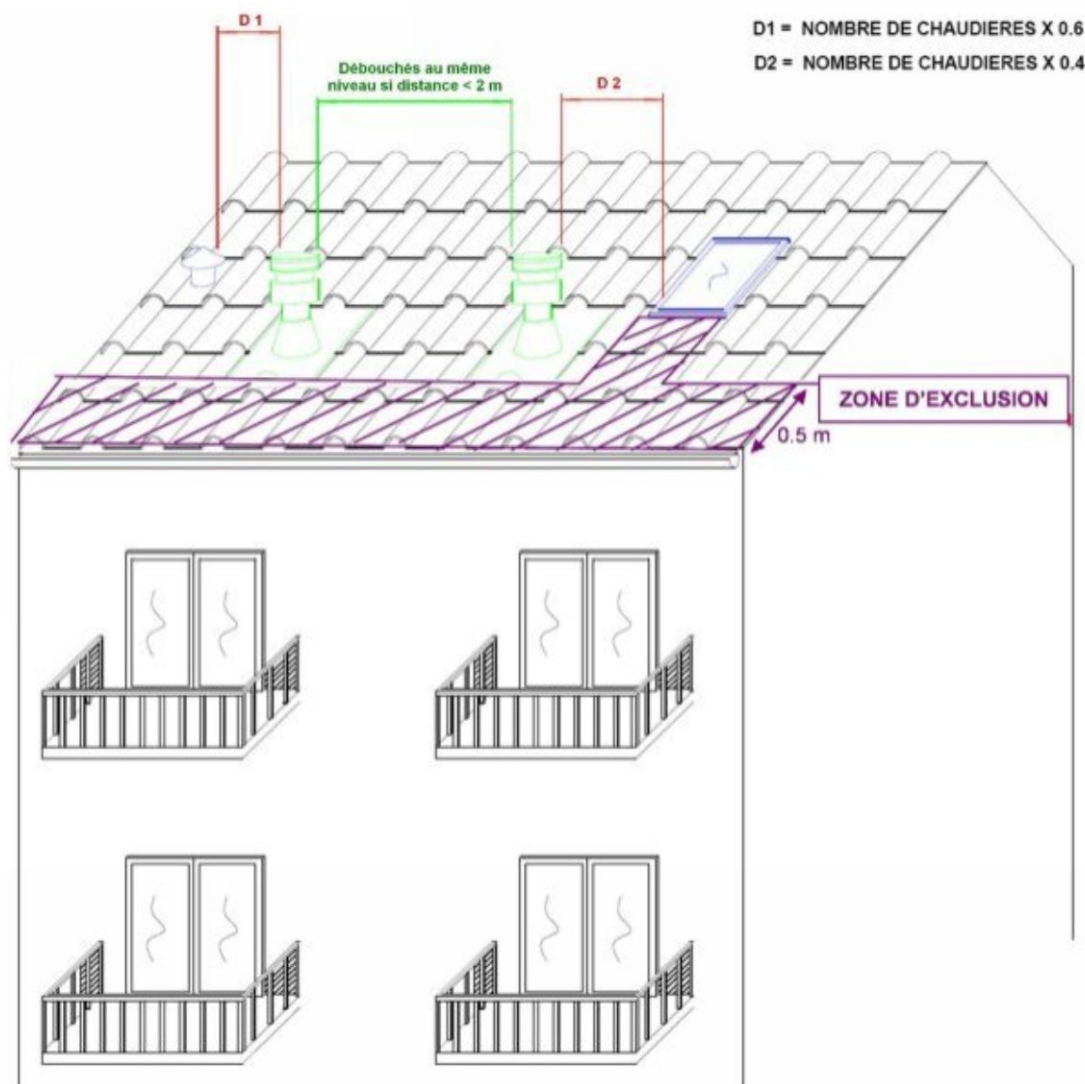 D 1
D1 = NOMBRE DE CHAUDIERES X 0.6
D2 = NOMBRE DE CHAUDIERES X 0.4
Débouchés au même
niveau si distance < 2 m
D 2
ZONE D'EXCLUSION
0.5 m